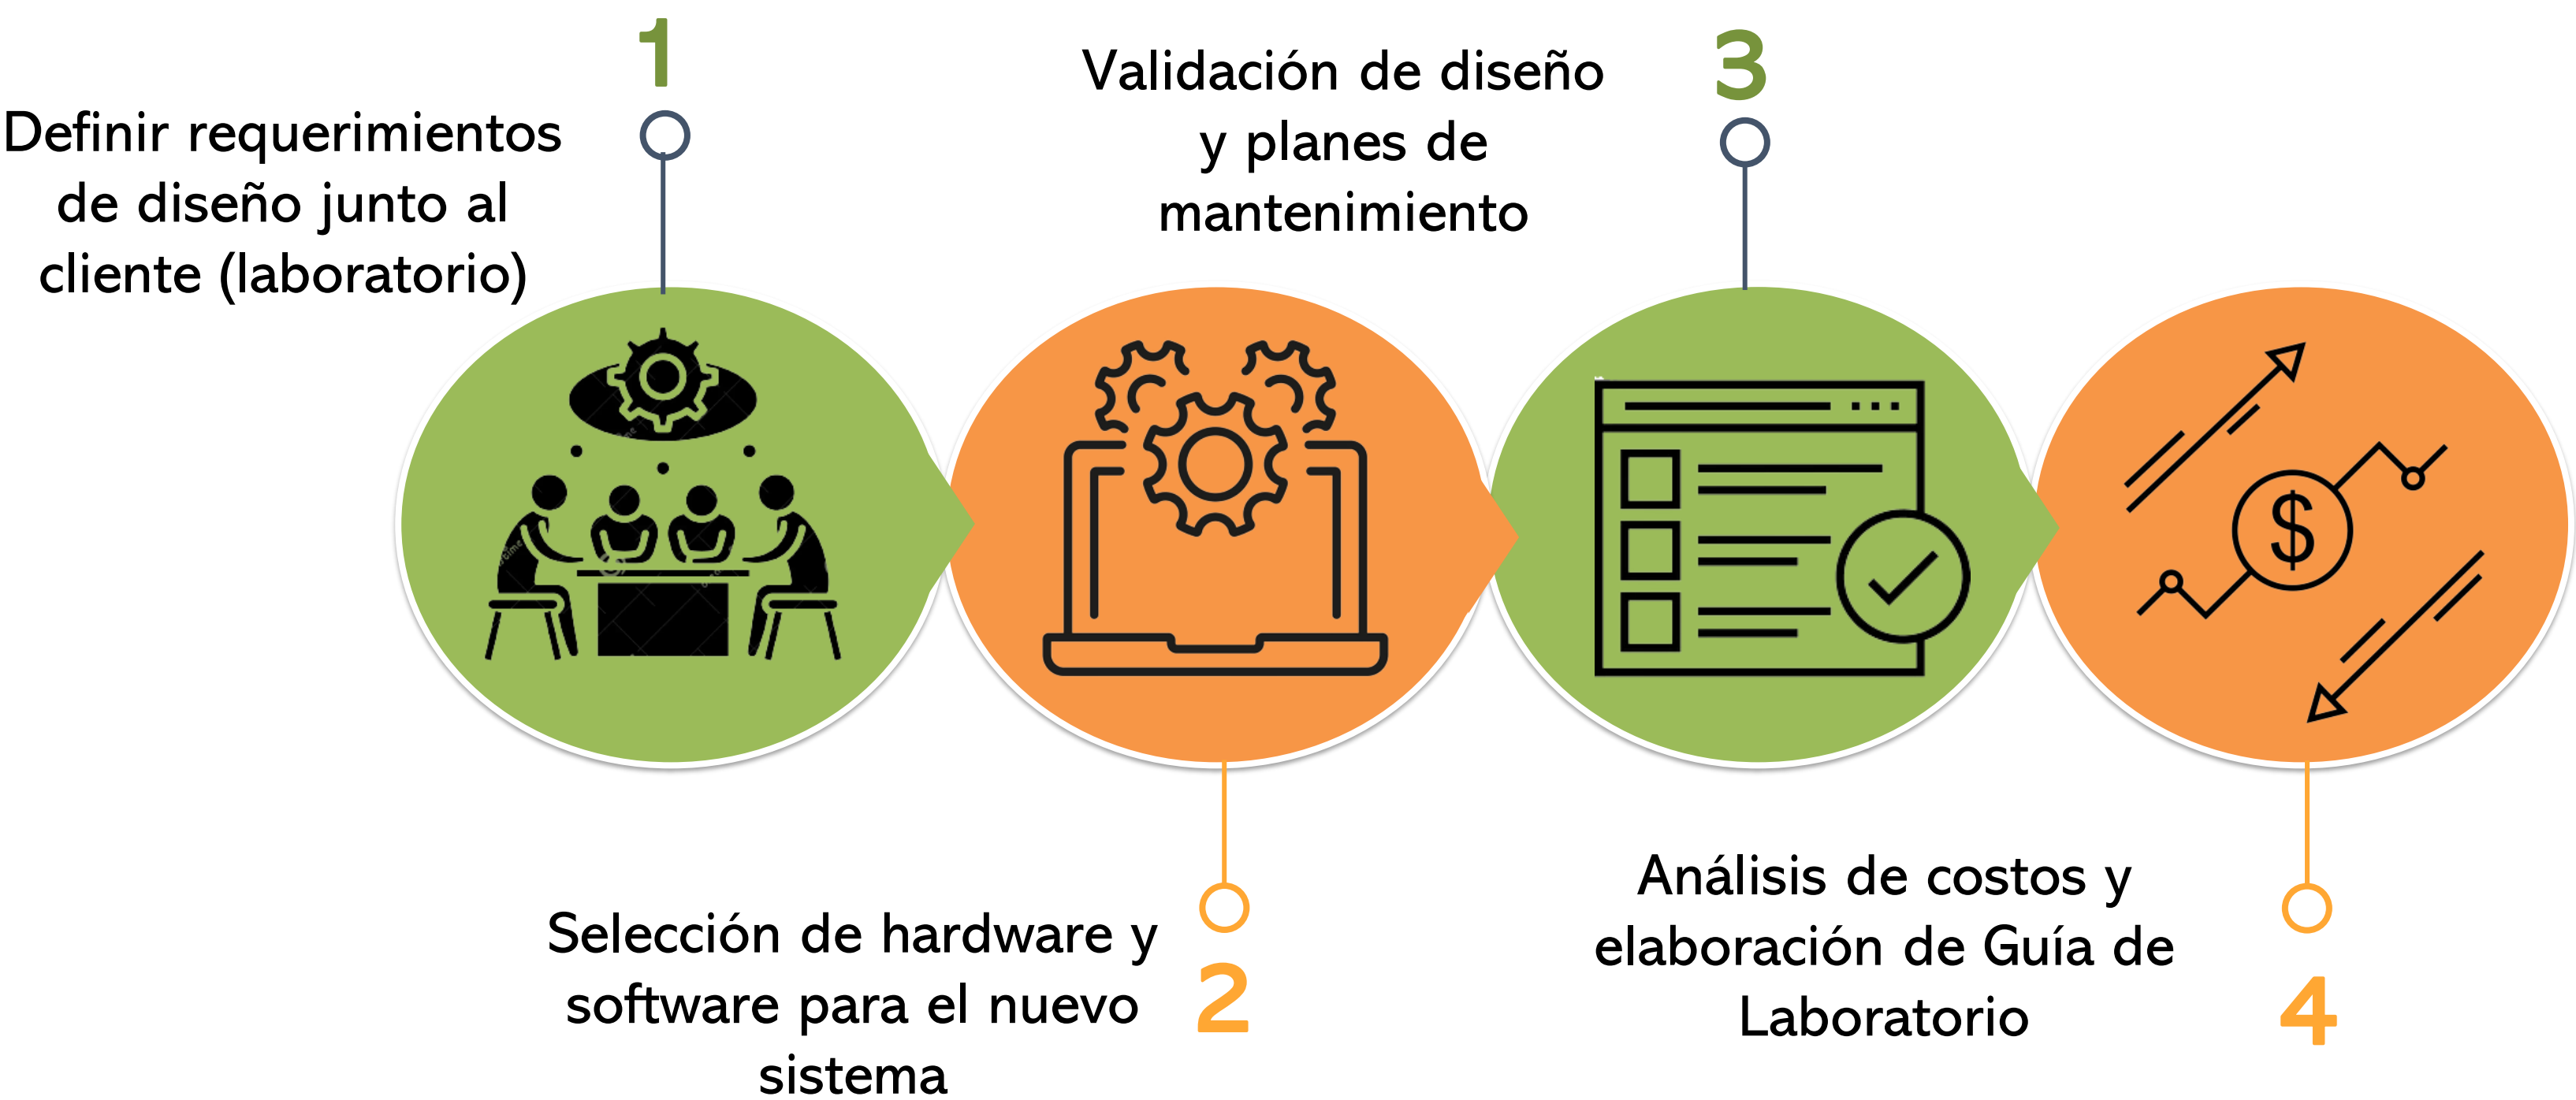 1
Definir requerimientos
de diseño junto al
cliente (laboratorio)
Selección de hardware y
software para el nuevo
sistema
2
Validación de diseño
y planes de
mantenimiento
3
$
Análisis de costos y
elaboración de Guía de
Laboratorio
4